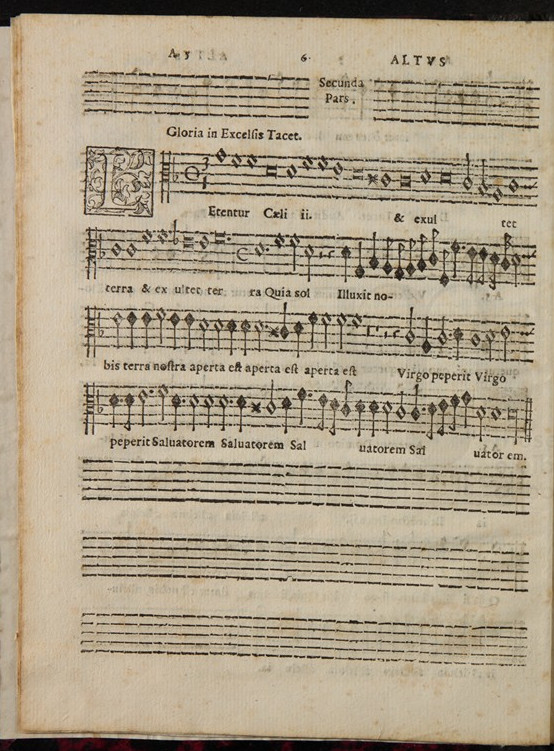 A 5 6. ALTVS
Secunda
Pars.
Gloria in Excelſis Tacet.
LEtentur Cæli ii. & exul tet
terra & ex ultet ter ra Quia sol Illuxit no-
bis terra noſtra aperta eſt aperta eſt aperta eſt Virgo peperit Virgo
peperit Saluatorem Saluatorem Sal uatorem Sal uator em.